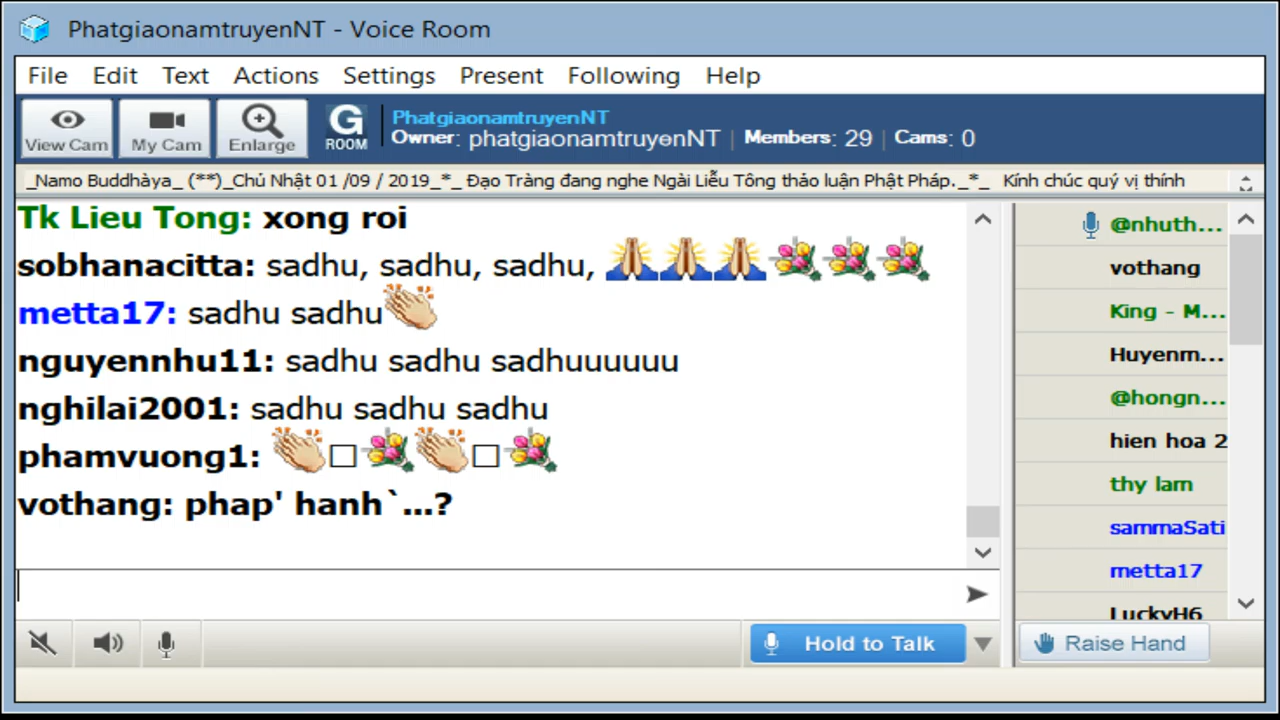 PhatgiaonamtruyenNT - Voice Room
File Edit Text Actions Settings Present Following Help
View Cam My Cam Enlarge G ROOM
PhatgiaonamtruyenNT
Owner: phatgiaonamtruyenNT | Members: 29 | Cams: 0
_Namo Buddhàya_ (**)_Chủ Nhật 01 /09 / 2019_*_ Đạo Tràng đang nghe Ngài Liễu Tông thảo luận Phật Pháp._*_ Kính chúc quý vị thính
Tk Lieu Tong: xong roi
sobhanacitta: sadhu, sadhu, sadhu,
metta17: sadhu sadhu
nguyennhu11: sadhu sadhu sadhuuuuuu
nghilai2001: sadhu sadhu sadhu
phamvuong1:
vothang: phap' hanh`...?
@nhuth...
vothang
King - M...
Huyenm...
@hongn...
hien hoa 2
thy lam
sammaSati
metta17
LuckyH6
Hold to Talk
Raise Hand